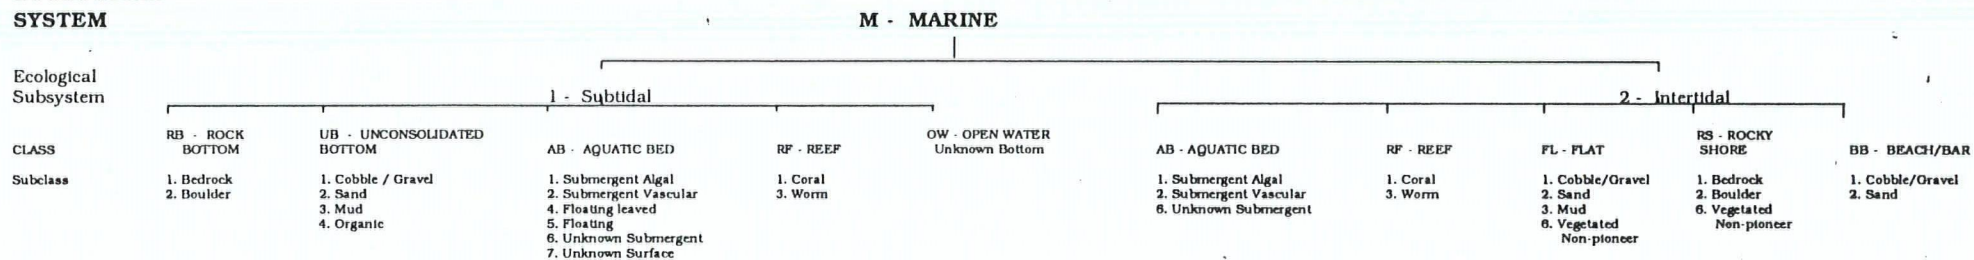 SYSTEM
M - MARINE
Ecological
Subsystem
1 - Subtidal
2 - Intertidal
CLASS
RB - ROCK
BOTTOM
UB - UNCONSOLIDATED
BOTTOM
AB - AQUATIC BED
RF - REEF
OW - OPEN WATER
Unknown Bottom
AB - AQUATIC BED
RF - REEF
FL - FLAT
RS - ROCKY
SHORE
BB - BEACH/BAR
Subclass
1. Bedrock
2. Boulder
1. Cobble / Gravel
2. Sand
3. Mud
4. Organic
1. Submergent Algal
2. Submergent Vascular
4. Floating leaved
5. Floating
6. Unknown Submergent
7. Unknown Surface
1. Coral
3. Worm
1. Submergent Algal
2. Submergent Vascular
6. Unknown Submergent
1. Coral
3. Worm
1. Cobble/Gravel
2. Sand
3. Mud
6. Vegetated
Non-pioneer
1. Bedrock
2. Boulder
6. Vegetated
Non-pioneer
1. Cobble/Gravel
2. Sand